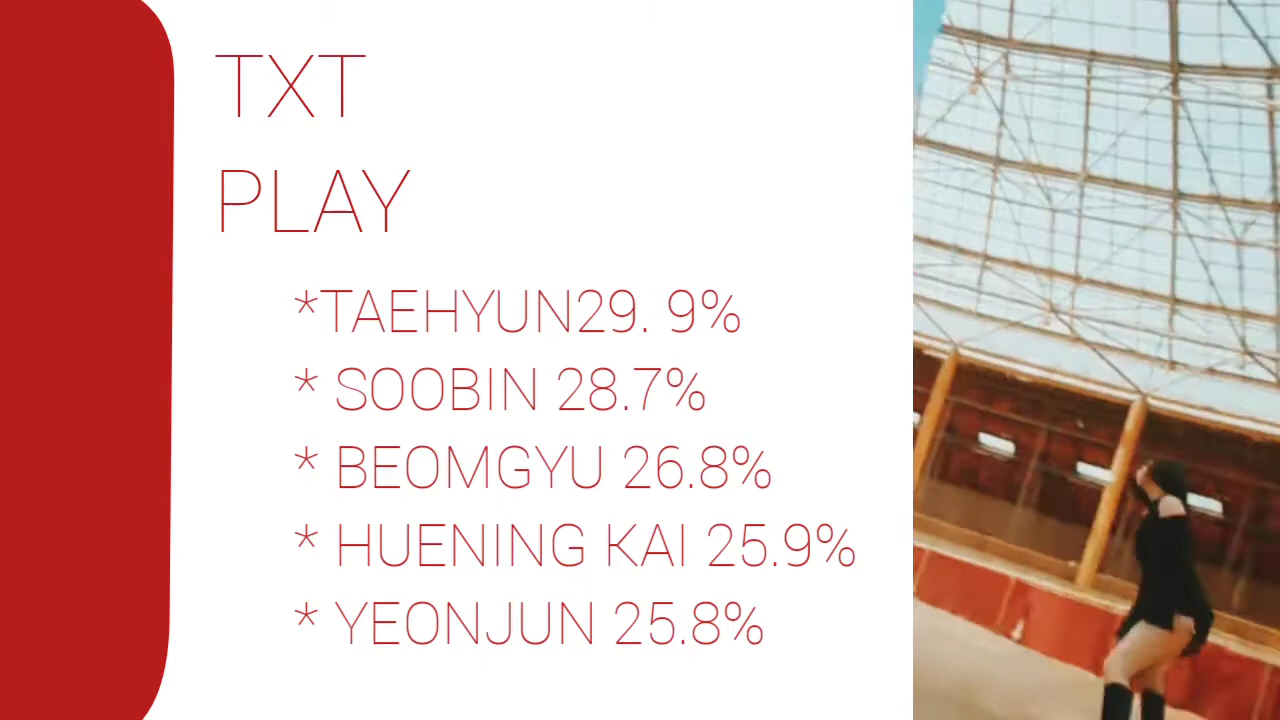 TXT
PLAY
*TAEHYUN29. 9%
* SOOBIN 28.7%
* BEOMGYU 26.8%
* HUENING KAI 25.9%
* YEONJUN 25.8%